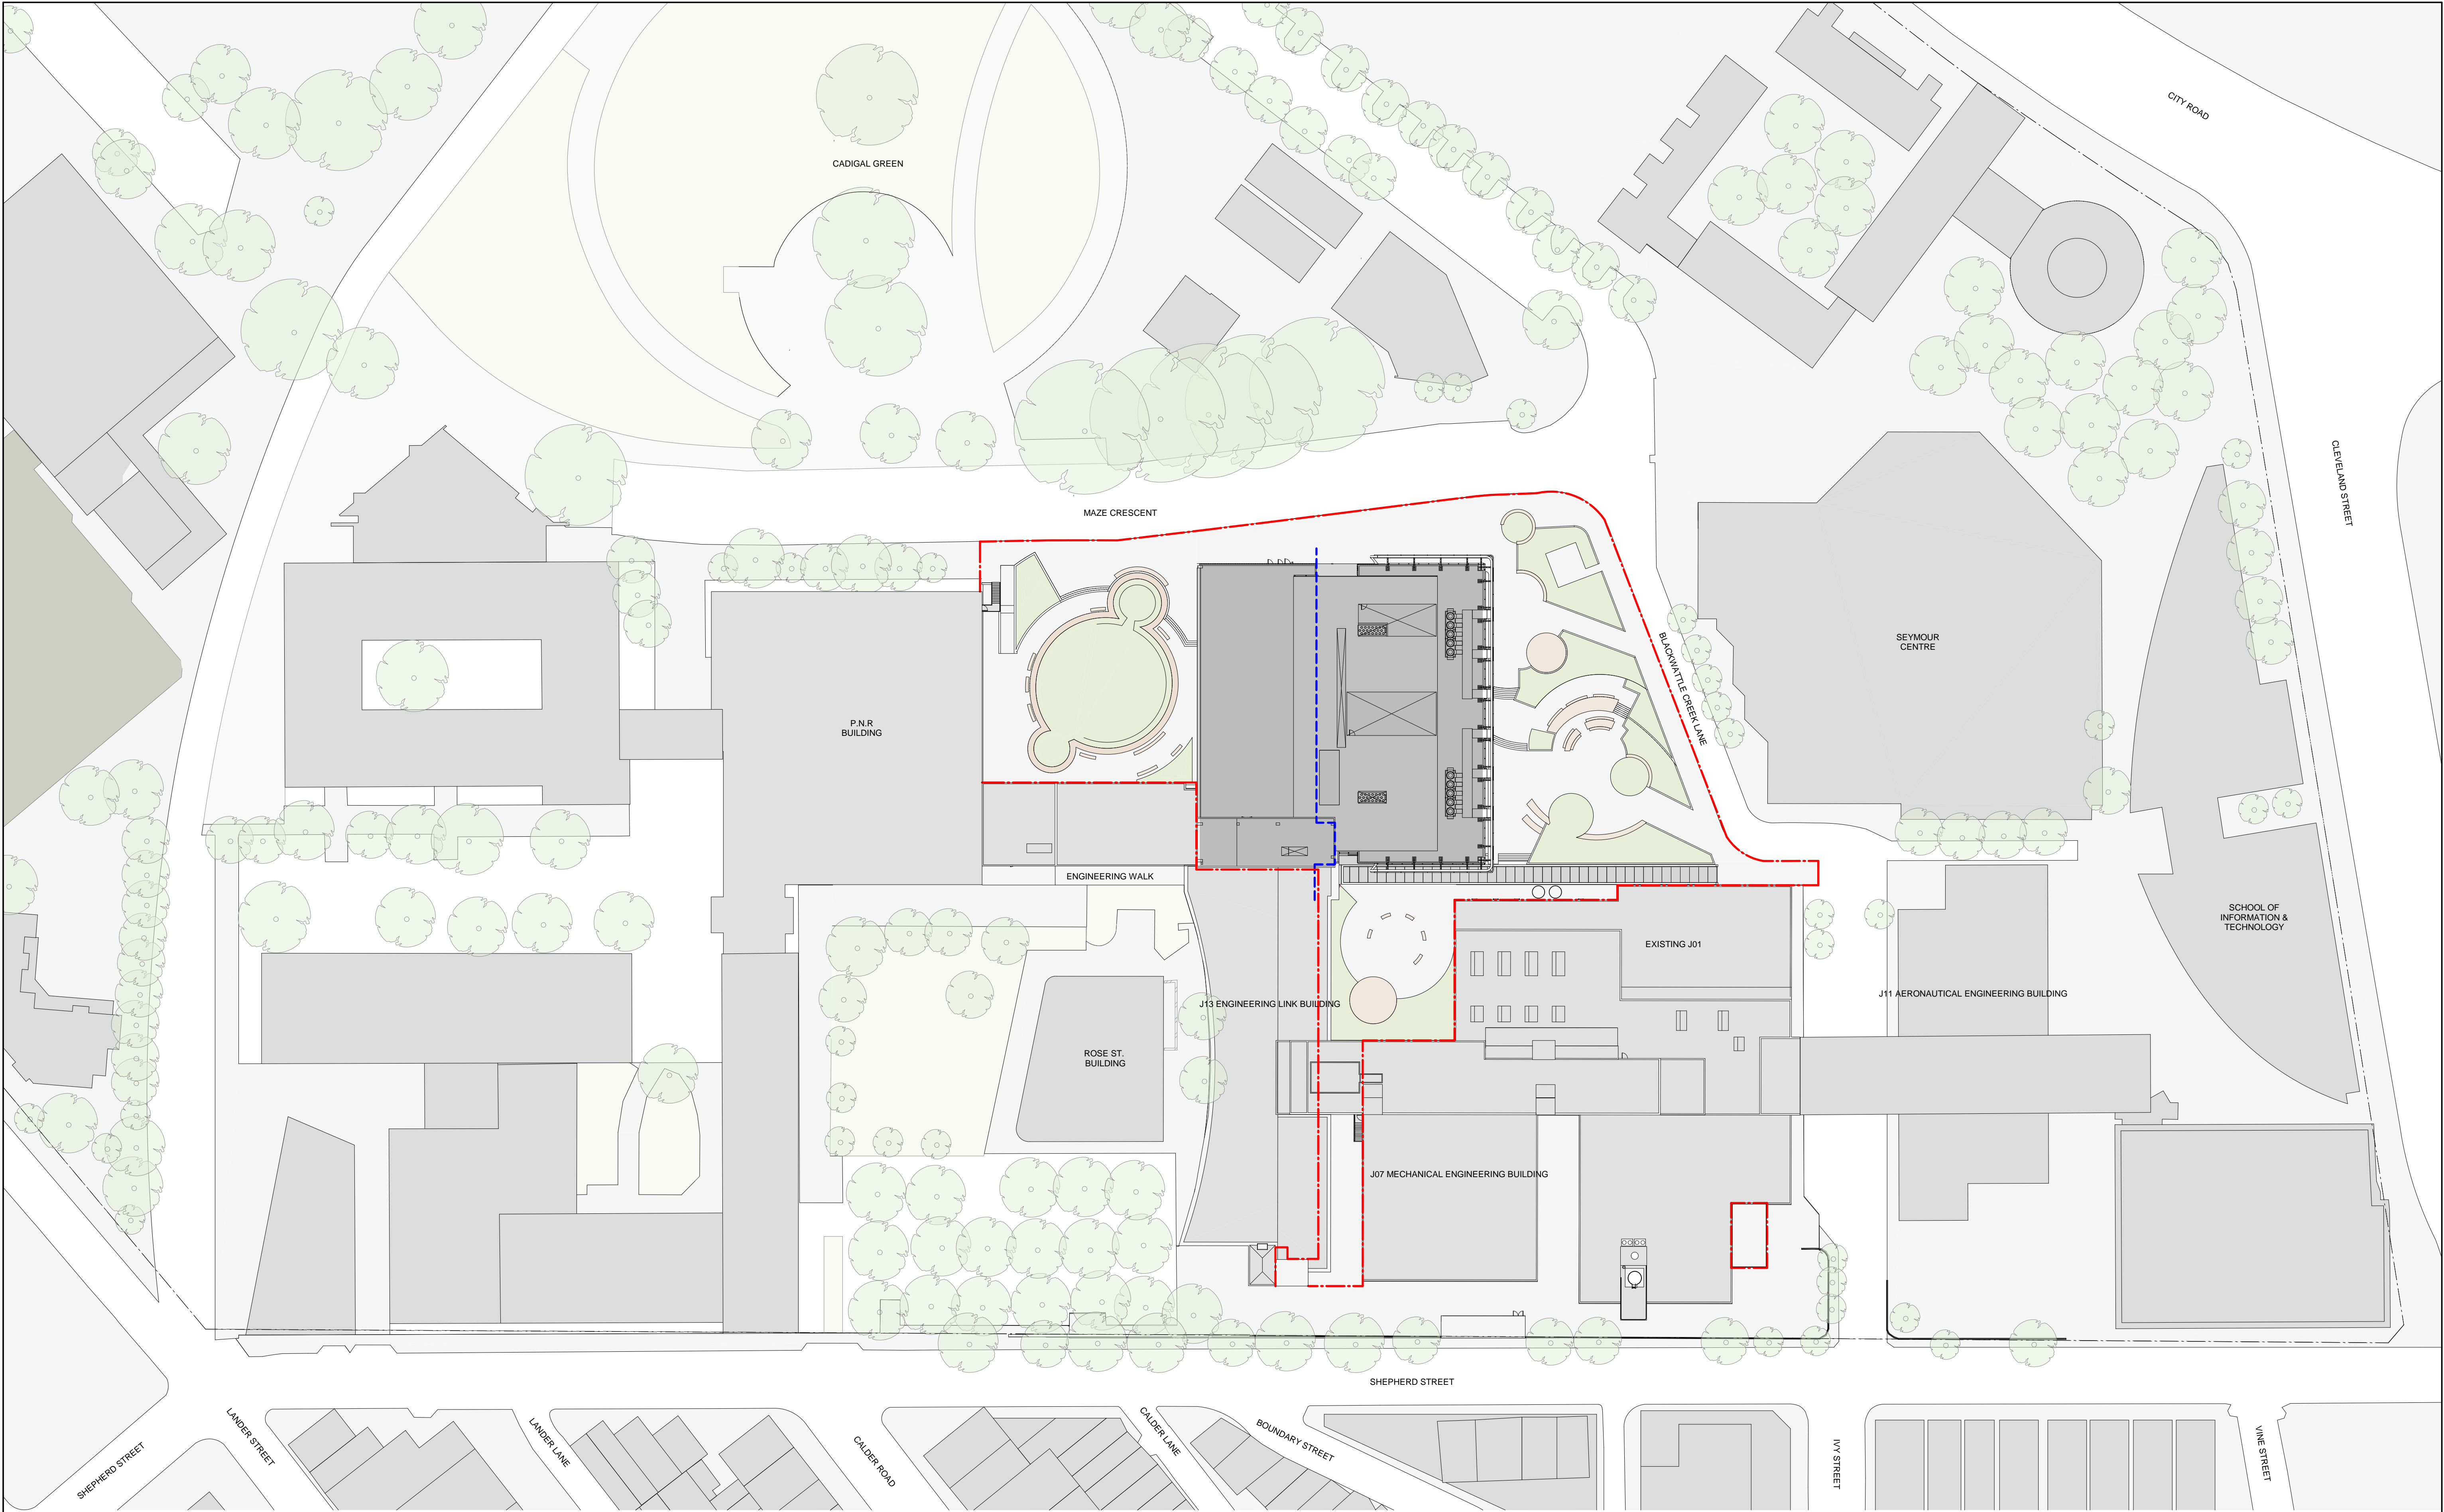 CITY ROAD
CADIGAL GREEN
CLEVELAND STREET
MAZE CRESCENT
BLACKWATTLE CREEK LANE
SEYMOUR
CENTRE
P.N.R
BUILDING
ENGINEERING WALK
SCHOOL OF
INFORMATION &
TECHNOLOGY
EXISTING J01
J13 ENGINEERING LINK BUILDING
J11 AERONAUTICAL ENGINEERING BUILDING
ROSE ST.
BUILDING
J07 MECHANICAL ENGINEERING BUILDING
SHEPHERD STREET
SHEPHERD STREET
LANDER STREET
LANDER LANE
CALDER ROAD
CALDER LANE
BOUNDARY STREET
IVY STREET
VINE STREET